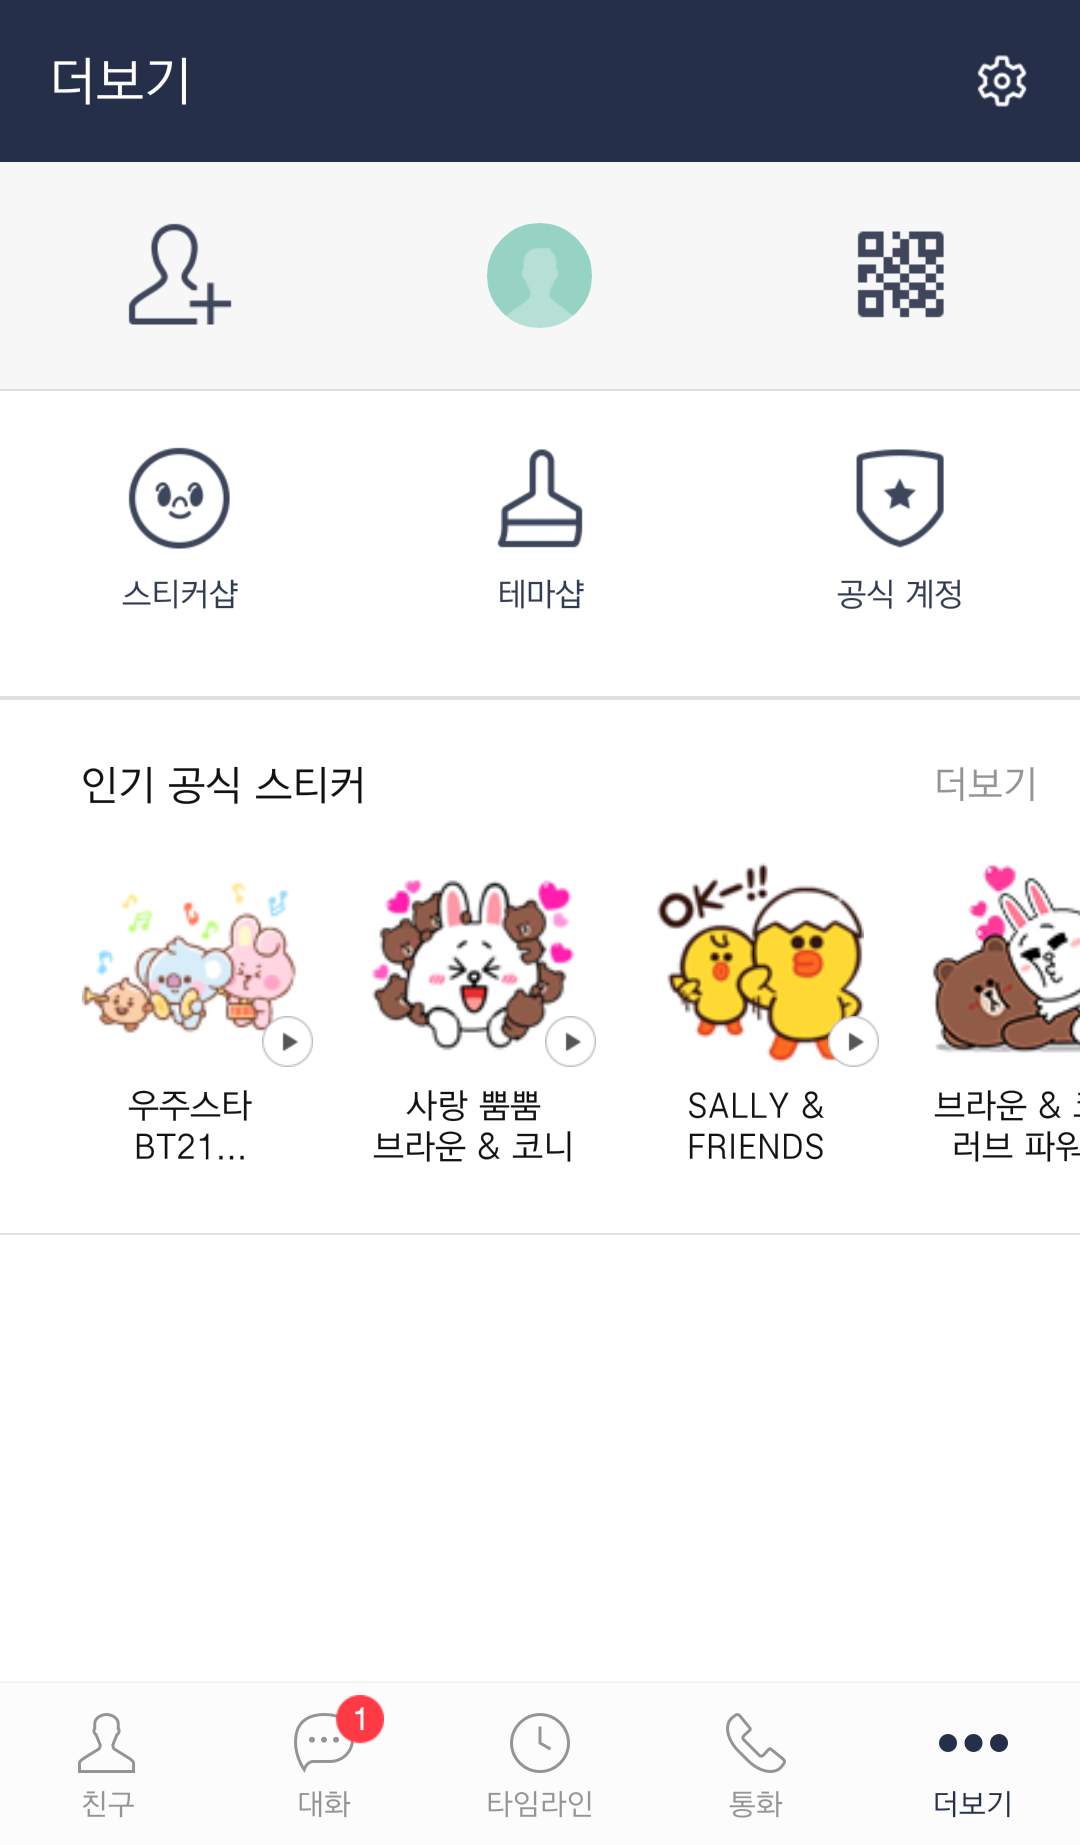 더보기
스티커샵
테마샵
공식 계정
인기 공식 스티커
더보기
OK-!!
우주스타
BT21...
사랑 뿜뿜
브라운 & 코니
SALLY &
FRIENDS
브라운 &
러브 파워
1
친구
대화
타임라인
통화
더보기